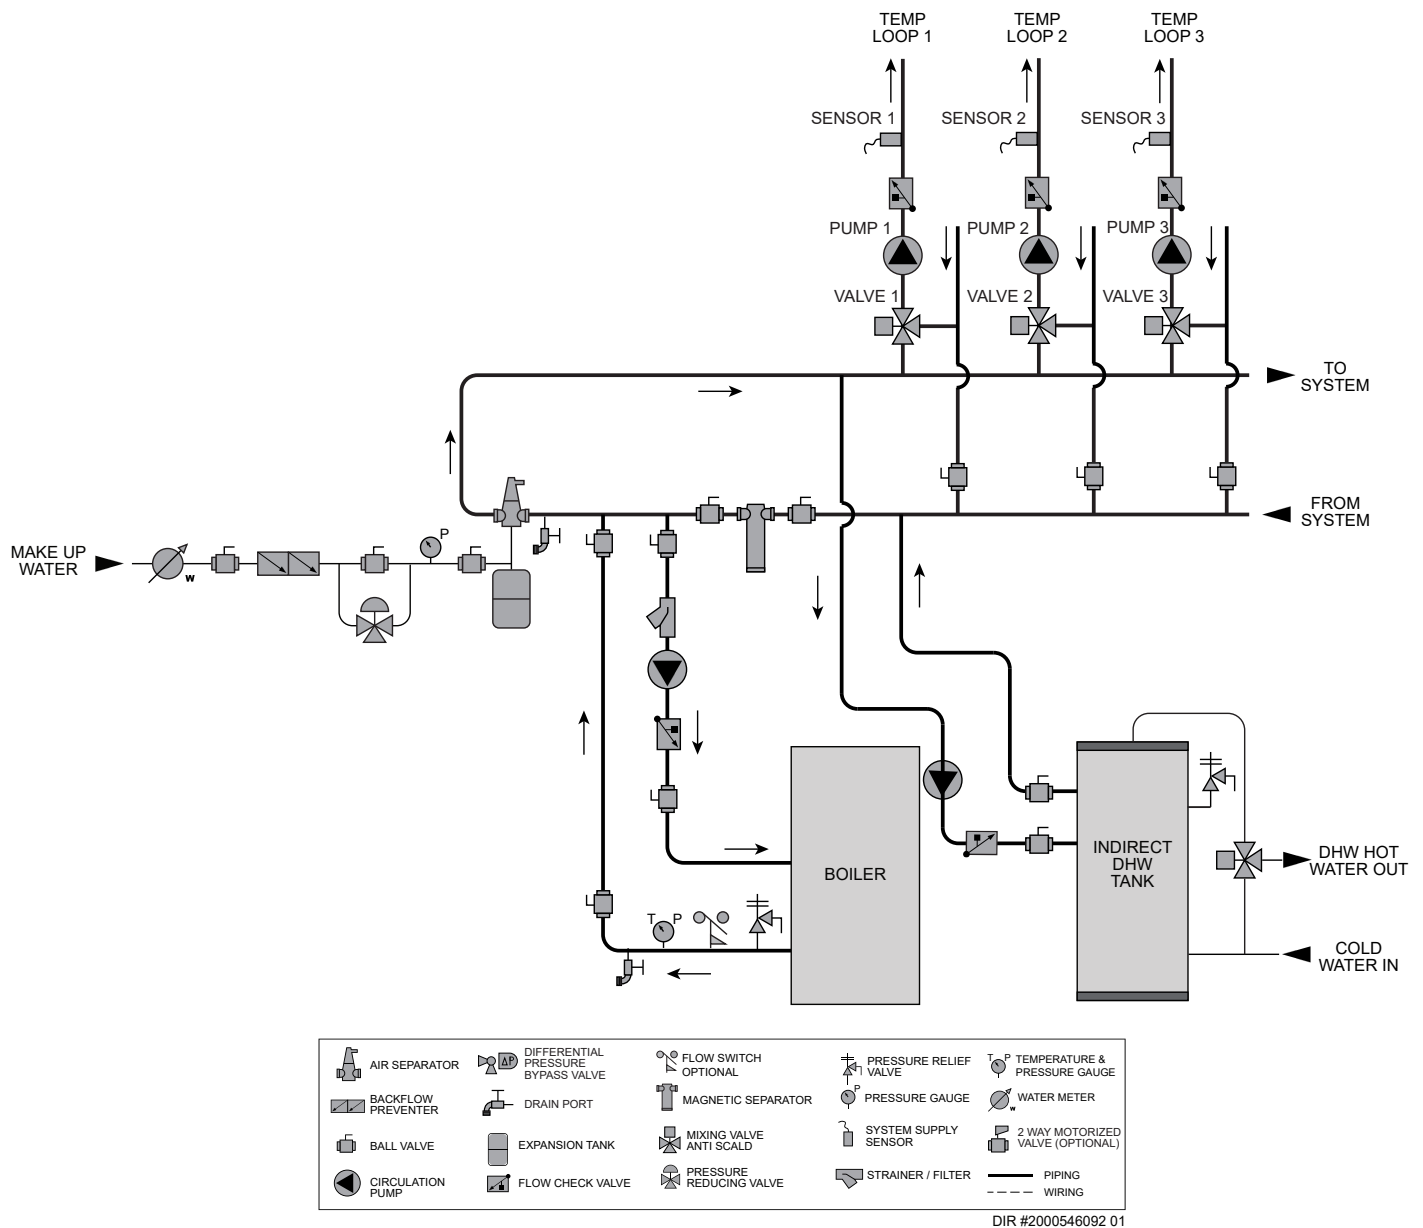 TEMP
LOOP 1
TEMP
LOOP 2
TEMP
LOOP 3
SENSOR 1
SENSOR 2
SENSOR 3
PUMP 1
PUMP 2
PUMP 3
VALVE 1
VALVE 2
VALVE 3
TO
SYSTEM
FROM
SYSTEM
MAKE UP
WATER
W
P
BOILER
T P
INDIRECT
DHW
TANK
DHW HOT
WATER OUT
COLD
WATER IN
AIR SEPARATOR
ΔP
DIFFERENTIAL
PRESSURE
BYPASS VALVE
FLOW SWITCH
OPTIONAL
PRESSURE RELIEF
VALVE
T P
TEMPERATURE &
PRESSURE GAUGE
BACKFLOW
PREVENTER
DRAIN PORT
MAGNETIC SEPARATOR
P
PRESSURE GAUGE
W
WATER METER
BALL VALVE
EXPANSION TANK
MIXING VALVE
ANTI SCALD
SYSTEM SUPPLY
SENSOR
2 WAY MOTORIZED
VALVE (OPTIONAL)
CIRCULATION
PUMP
FLOW CHECK VALVE
PRESSURE
REDUCING VALVE
STRAINER / FILTER
PIPING
WIRING
DIR #2000546092 01